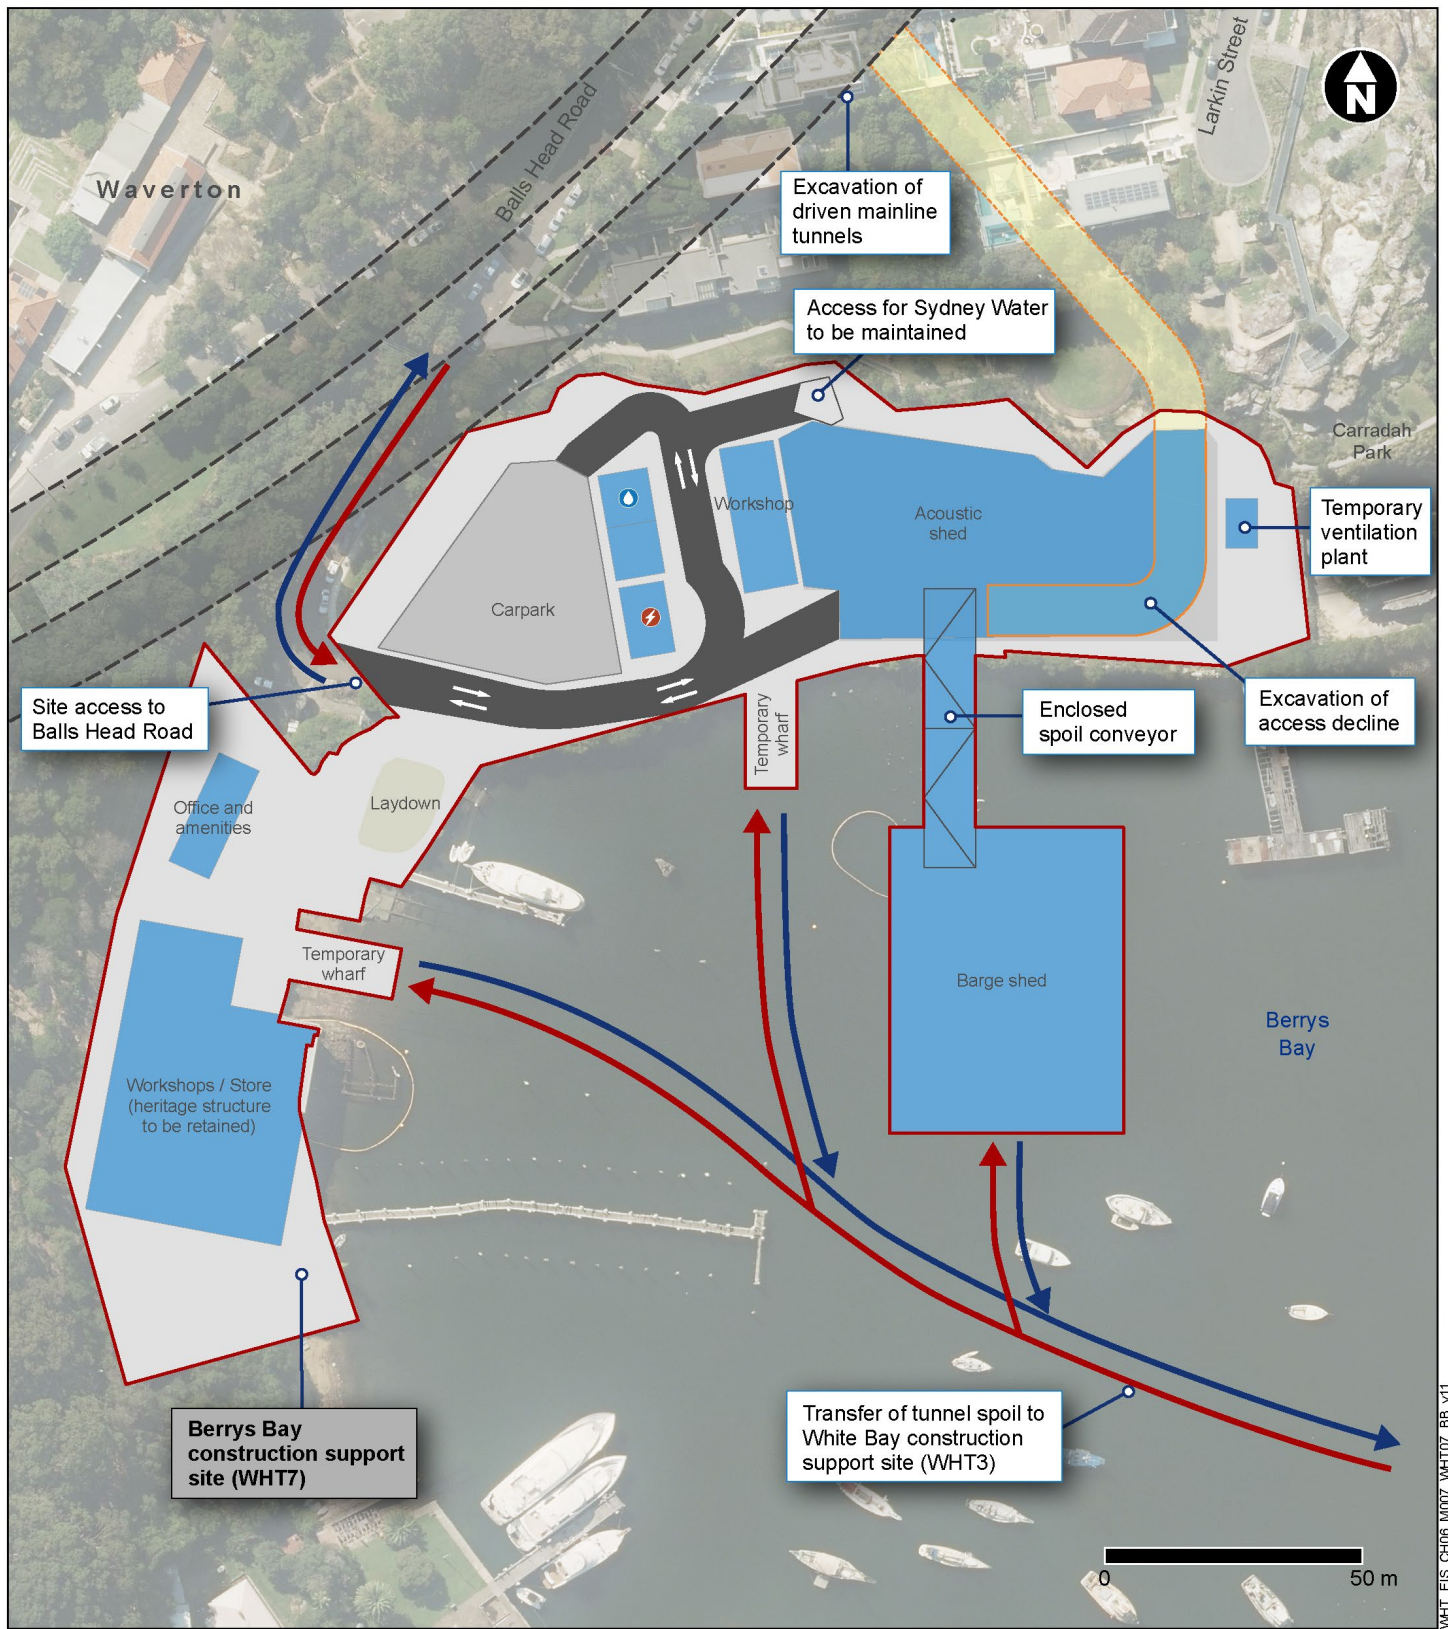 Larkin Street
Balls Head Road
N
Waverton
Excavation of
driven mainline
tunnels
Access for Sydney Water
to be maintained
Carradah
Park
Workshop
Acoustic
shed
Temporary
ventilation
plant
Carpark
Site access to
Balls Head Road
Temporary
wharf
Enclosed
spoil conveyor
Excavation of
access decline
Office and
amenities
Laydown
Temporary
wharf
Barge shed
Berrys
Bay
Workshops / Store
(heritage structure
to be retained)
Berrys Bay
construction support
site (WHT7)
Transfer of tunnel spoil to
White Bay construction
support site (WHT3)
0
50 m
WHT_EIS_CH06_M007_WHT07_BB_v11